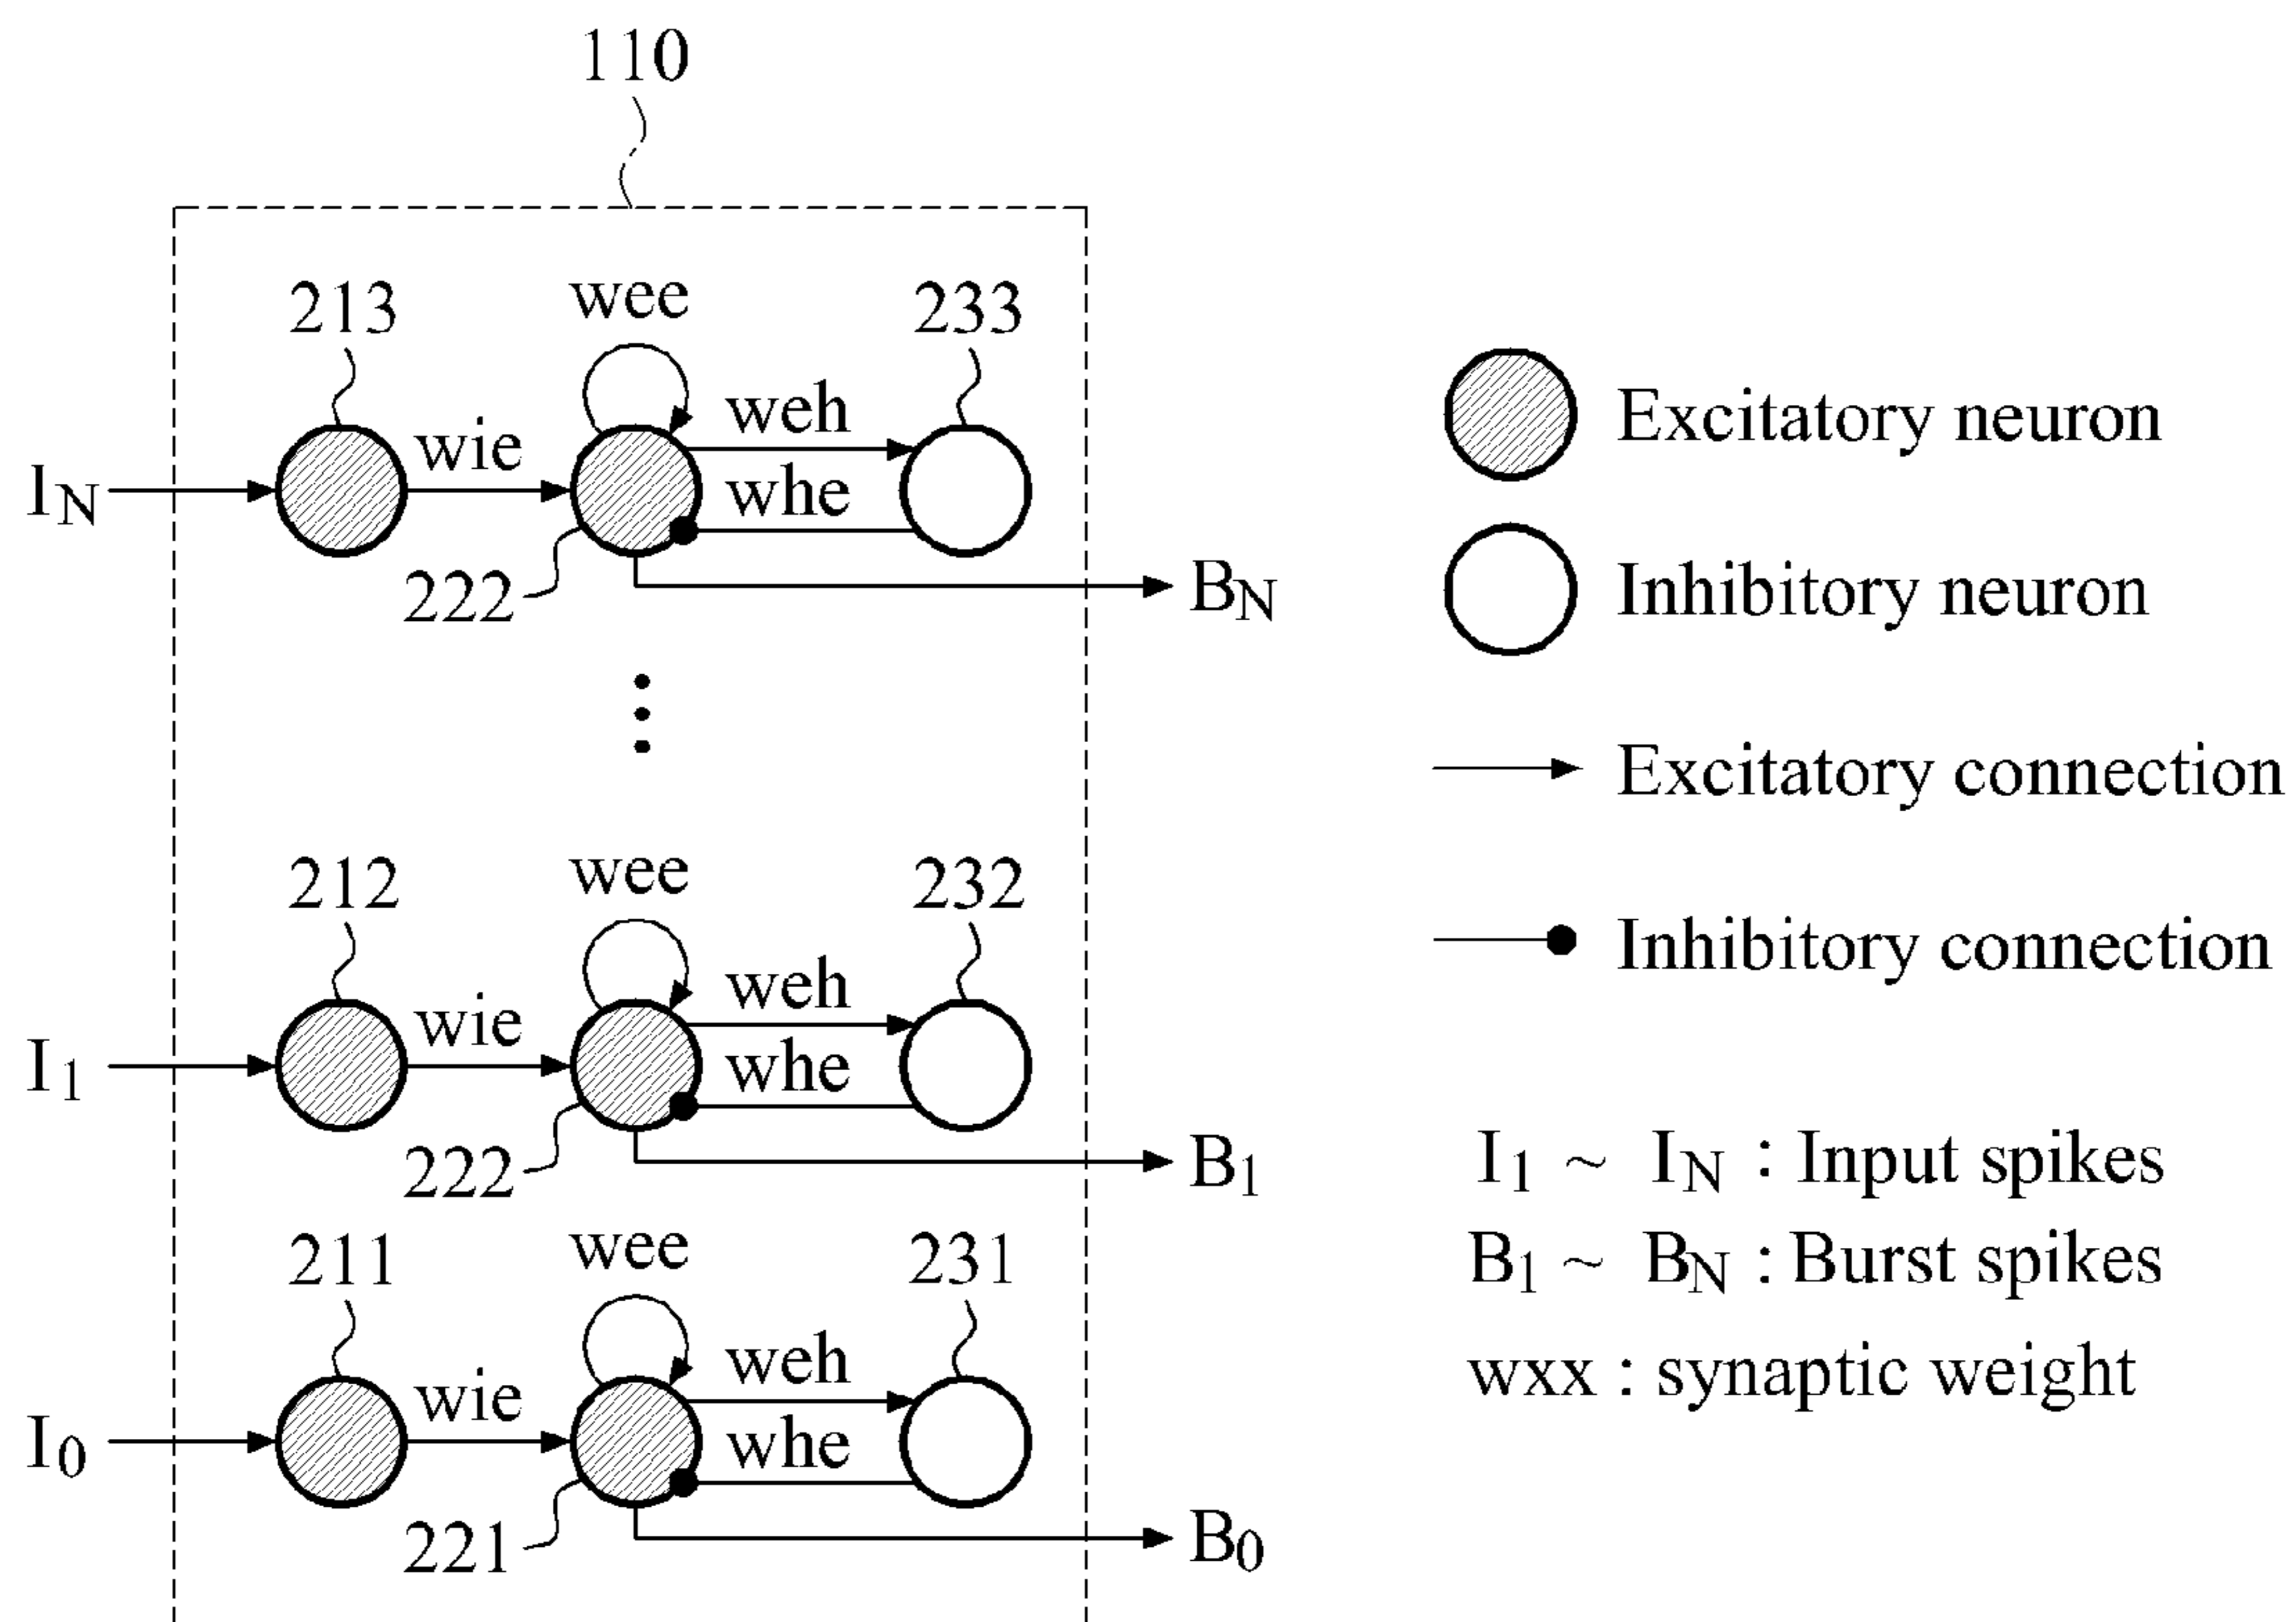 110
213
wee
233
wie
weh
whe
I_N
222
B_N
212
wee
232
wie
weh
whe
I_1
222
B_1
211
wee
231
wie
weh
whe
I_0
221
B_0
Excitatory neuron
Inhibitory neuron
Excitatory connection
Inhibitory connection
I_1 ~ I_N : Input spikes
B_1 ~ B_N : Burst spikes
wxx : synaptic weight